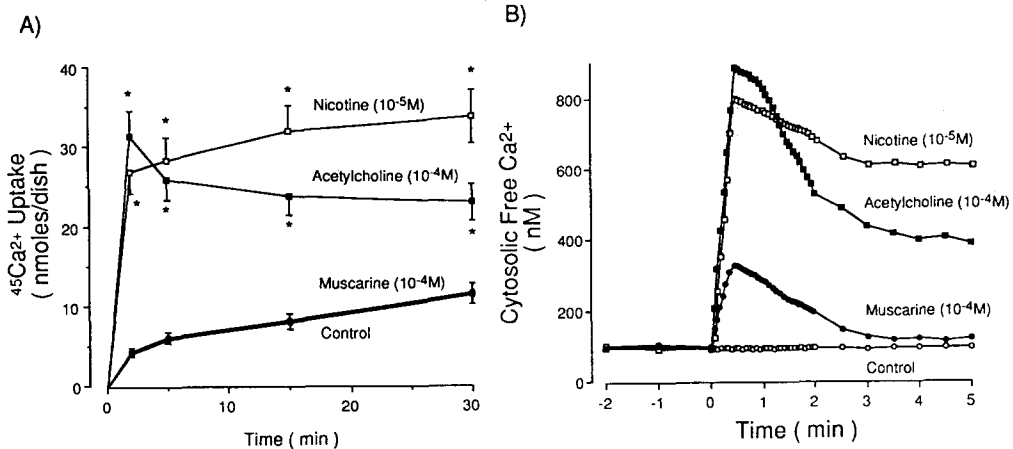 A)
40
30
20
10
0
0
10
20
30
45Ca2+ Uptake
( nmoles/dish )
Time ( min )
*
*
*
*
*
*
*
*
Nicotine (10-5M)
Acetylcholine (10-4M)
Muscarine (10-4M)
Control
B)
800
600
400
200
0
-2
-1
0
1
2
3
4
5
Cytosolic Free Ca2+
( nM )
Time ( min )
Nicotine (10-5M)
Acetylcholine (10-4M)
Muscarine (10-4M)
Control